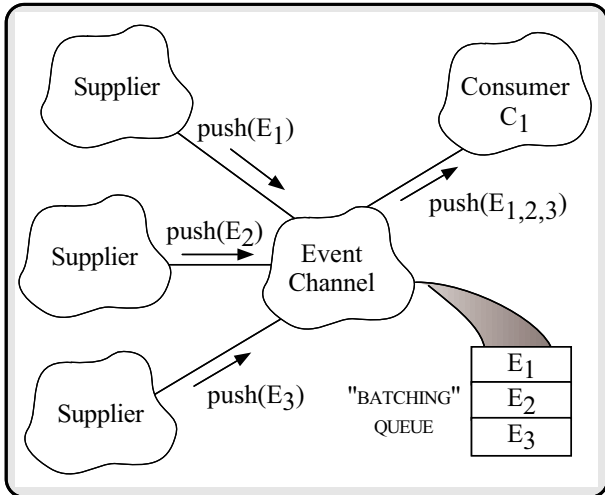 Supplier
Consumer
C1
push(E1)
push(E1,2,3)
push(E2)
Supplier
Event
Channel
Supplier
push(E3)
"BATCHING"
QUEUE
E1
E2
E3